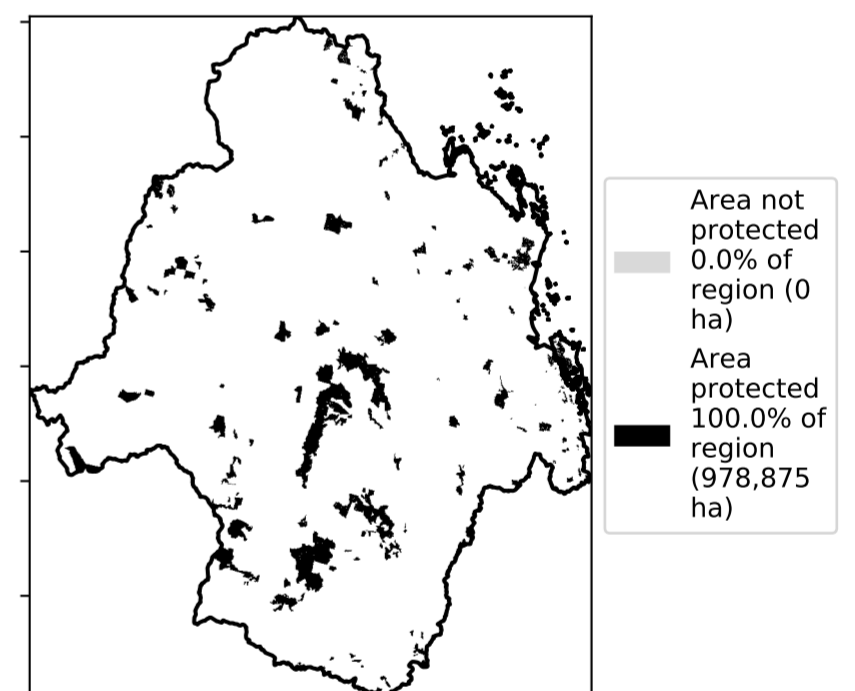 Area not
protected
0.0% of
region (0
ha)
Area
protected
100.0% of
region
(978,875
ha)